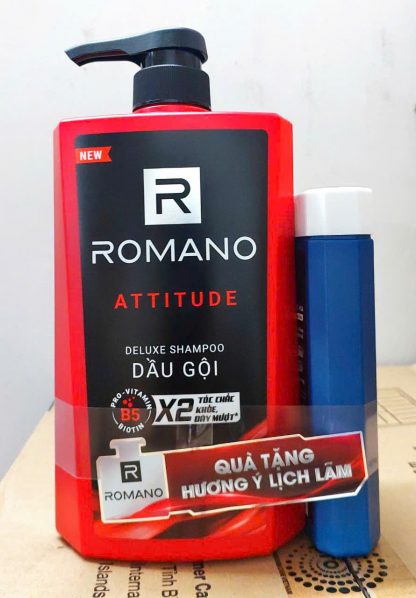 NEW
R
ROMANO
ATTITUDE
DELUXE SHAMPOO
DẦU GỘI
PRO-VITAMIN
B5
BIOTIN
X2
TÓC CHẮC
KHỎE,
DÀY MƯỢT*
R
ROMANO
QUÀ TẶNG
HƯƠNG Ý LỊCH LÃM
Tỉnh B